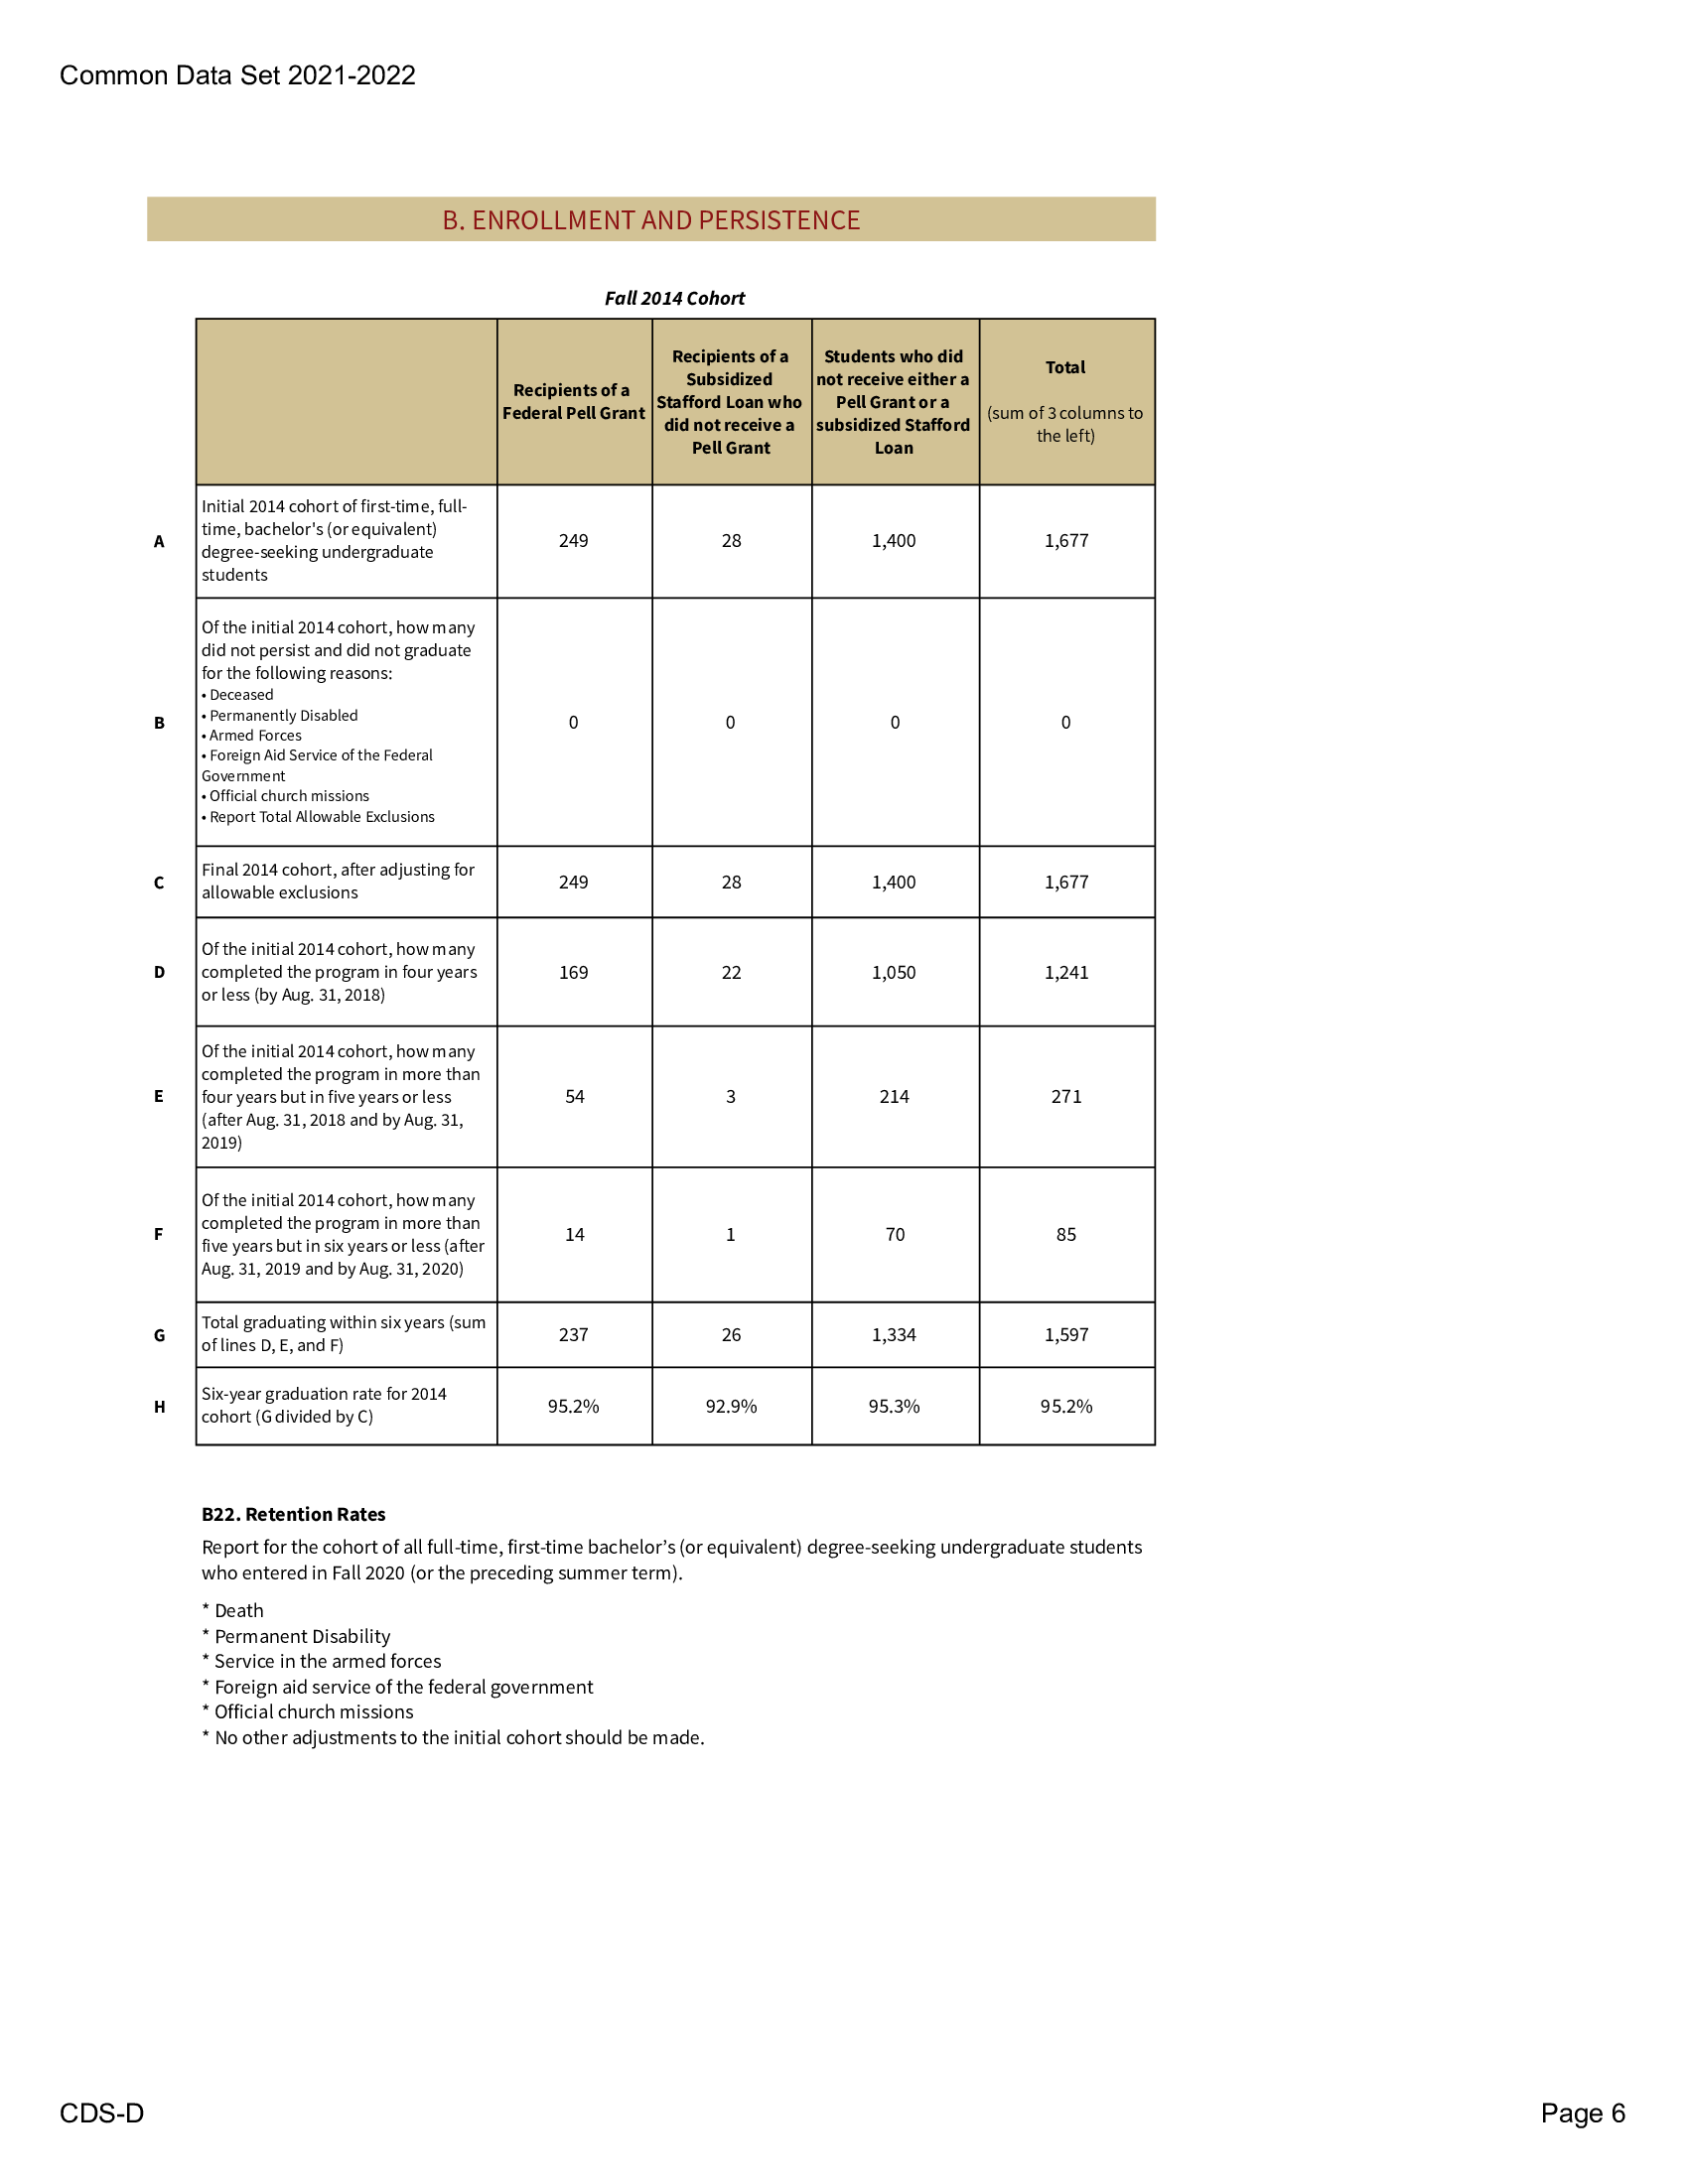 Common Data Set 2021-2022
B. ENROLLMENT AND PERSISTENCE
Fall 2014 Cohort
Recipients of a
Federal Pell Grant
Recipients of a
Subsidized
Stafford Loan who
did not receive a
Pell Grant
Students who did
not receive either a
Pell Grant or a
subsidized Stafford
Loan
Total
(sum of 3 columns to
the left)
A
Initial 2014 cohort of first-time, full-
time, bachelor's (or equivalent)
degree-seeking undergraduate
students
249
28
1,400
1,677
B
Of the initial 2014 cohort, how many
did not persist and did not graduate
for the following reasons:
• Deceased
• Permanently Disabled
• Armed Forces
• Foreign Aid Service of the Federal
Government
• Official church missions
• Report Total Allowable Exclusions
0
0
0
0
C
Final 2014 cohort, after adjusting for
allowable exclusions
249
28
1,400
1,677
D
Of the initial 2014 cohort, how many
completed the program in four years
or less (by Aug. 31, 2018)
169
22
1,050
1,241
E
Of the initial 2014 cohort, how many
completed the program in more than
four years but in five years or less
(after Aug. 31, 2018 and by Aug. 31,
2019)
54
3
214
271
F
Of the initial 2014 cohort, how many
completed the program in more than
five years but in six years or less (after
Aug. 31, 2019 and by Aug. 31, 2020)
14
1
70
85
G
Total graduating within six years (sum
of lines D, E, and F)
237
26
1,334
1,597
H
Six-year graduation rate for 2014
cohort (G divided by C)
95.2%
92.9%
95.3%
95.2%
B22. Retention Rates
Report for the cohort of all full-time, first-time bachelor’s (or equivalent) degree-seeking undergraduate students
who entered in Fall 2020 (or the preceding summer term).
* Death
* Permanent Disability
* Service in the armed forces
* Foreign aid service of the federal government
* Official church missions
* No other adjustments to the initial cohort should be made.
CDS-D
Page 6